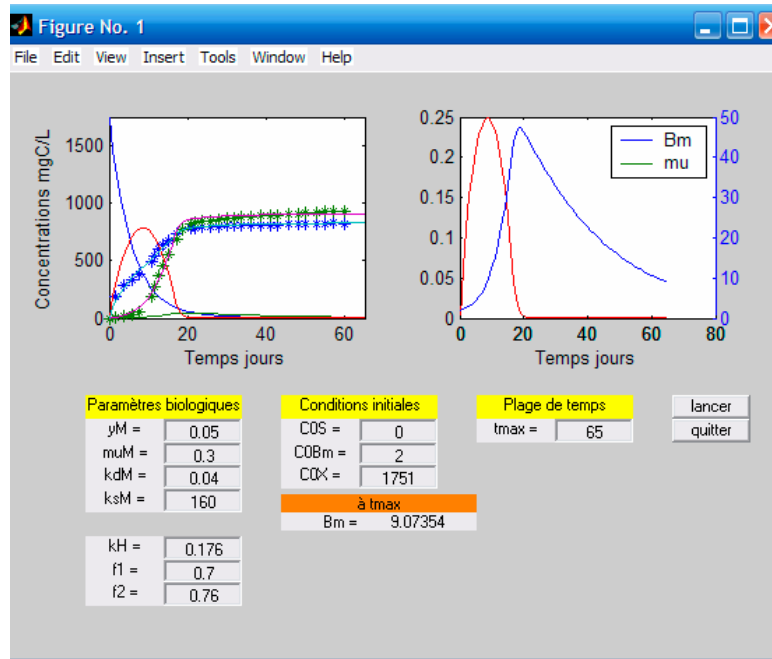 Figure No. 1
File Edit View Insert Tools Window Help
Concentrations mgC/L
1500
1000
500
0
0 20 40 60
Temps jours
0.25
0.2
0.15
0.1
0.05
0
50
40
30
20
10
0
Bm
mu
0 20 40 60 80
Temps jours
Paramètres biologiques
yM = 0.05
muM = 0.3
kdM = 0.04
ksM = 160
kH = 0.176
f1 = 0.7
f2 = 0.76
Conditions initiales
C0S = 0
C0Bm = 2
C0X = 1751
à tmax
Bm = 9.07354
Plage de temps
tmax = 65
lancer
quitter